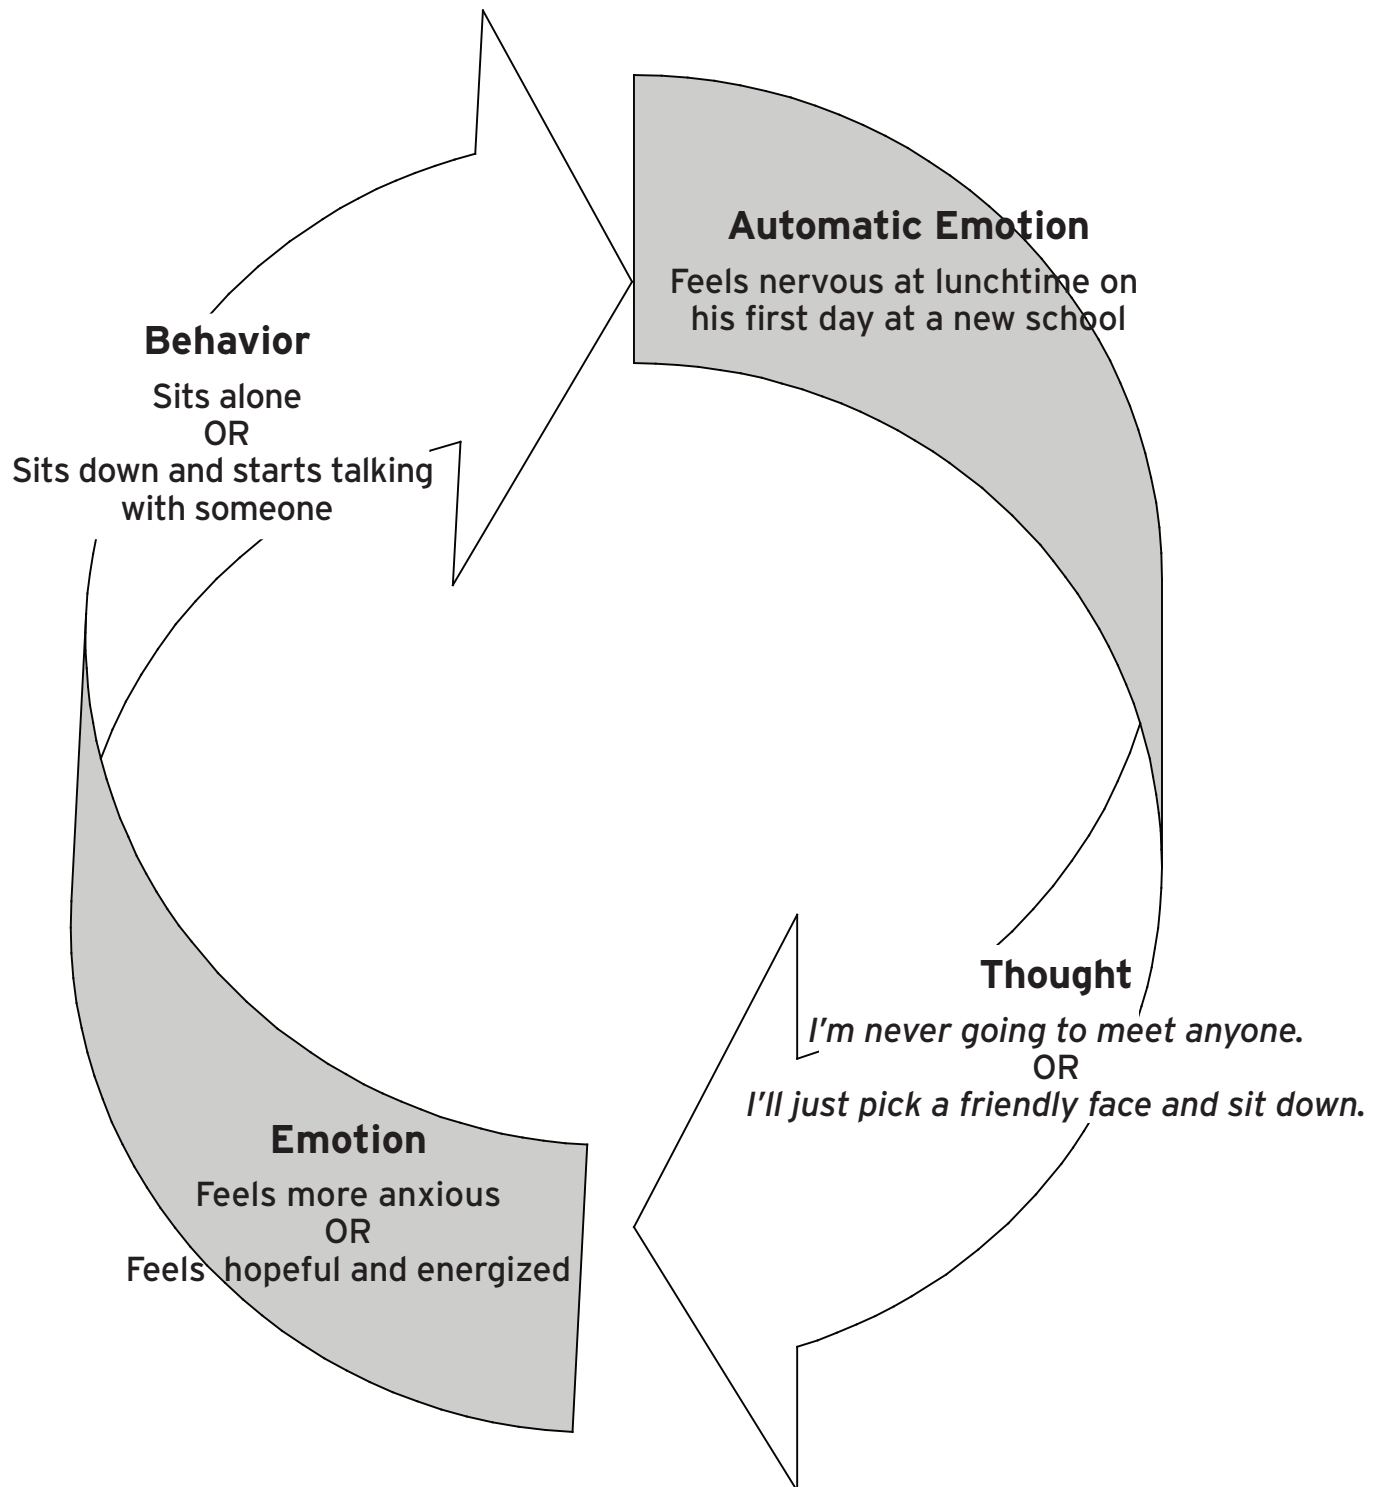 Automatic Emotion
Feels nervous at lunchtime on
his first day at a new school
Thought
I'm never going to meet anyone.
OR
I'll just pick a friendly face and sit down.
Emotion
Feels more anxious
OR
Feels hopeful and energized
Behavior
Sits alone
OR
Sits down and starts talking
with someone